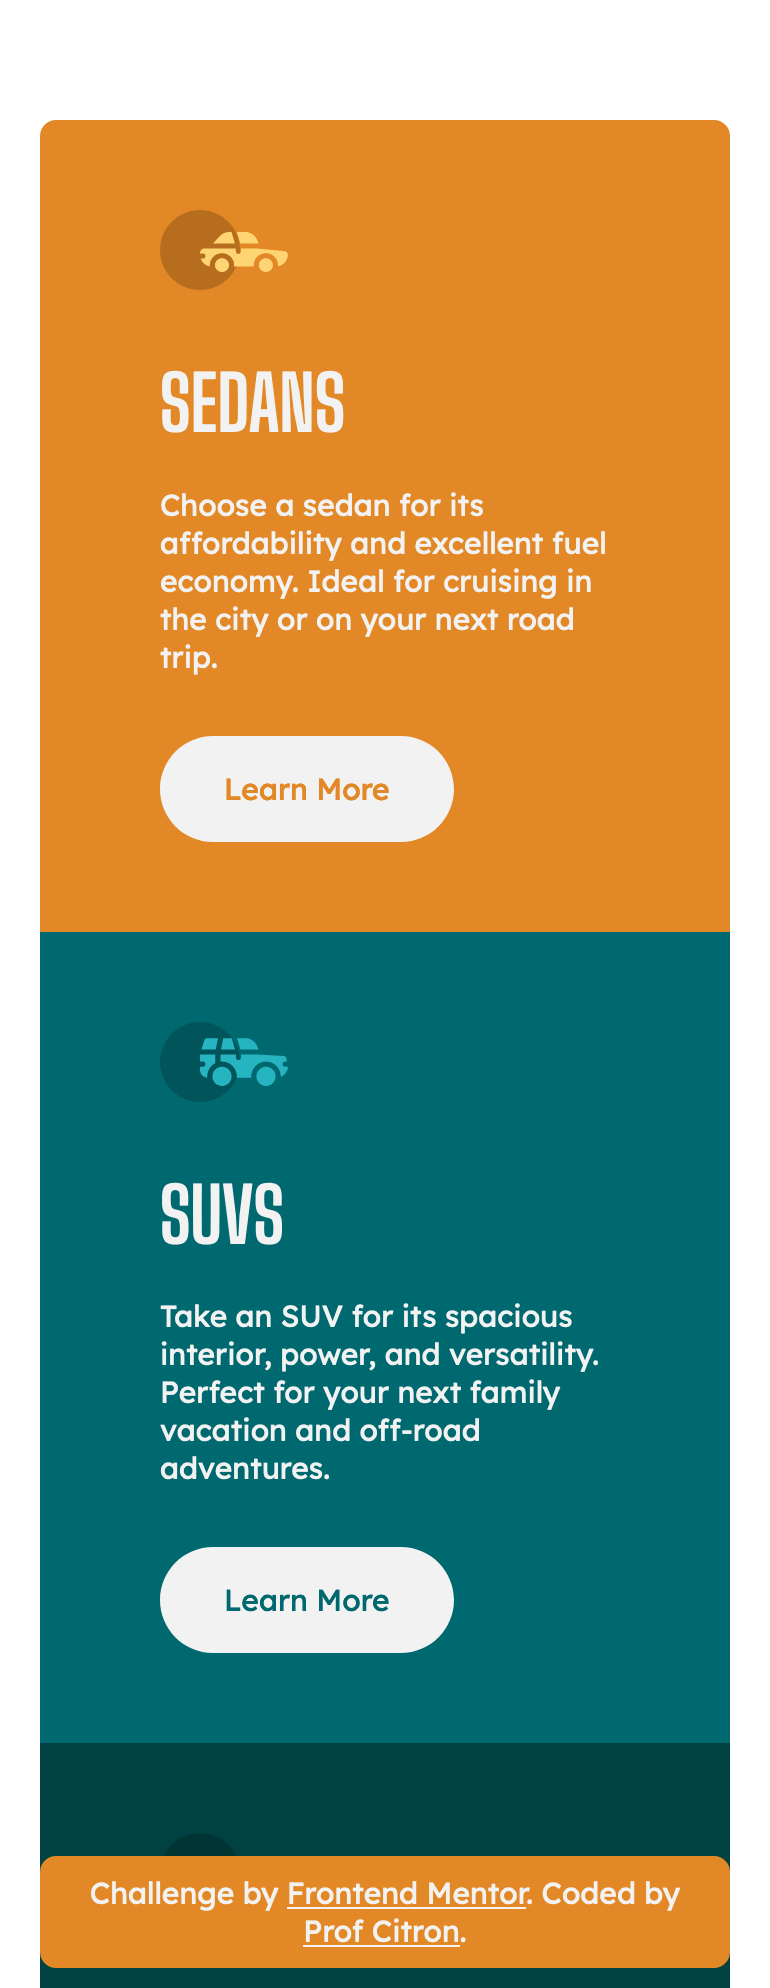 SEDANS
Choose a sedan for its
affordability and excellent fuel
economy. Ideal for cruising in
the city or on your next road
trip.
Learn More
SUVS
Take an SUV for its spacious
interior, power, and versatility.
Perfect for your next family
vacation and off-road
adventures.
Learn More
Challenge by Frontend Mentor. Coded by
Prof Citron.